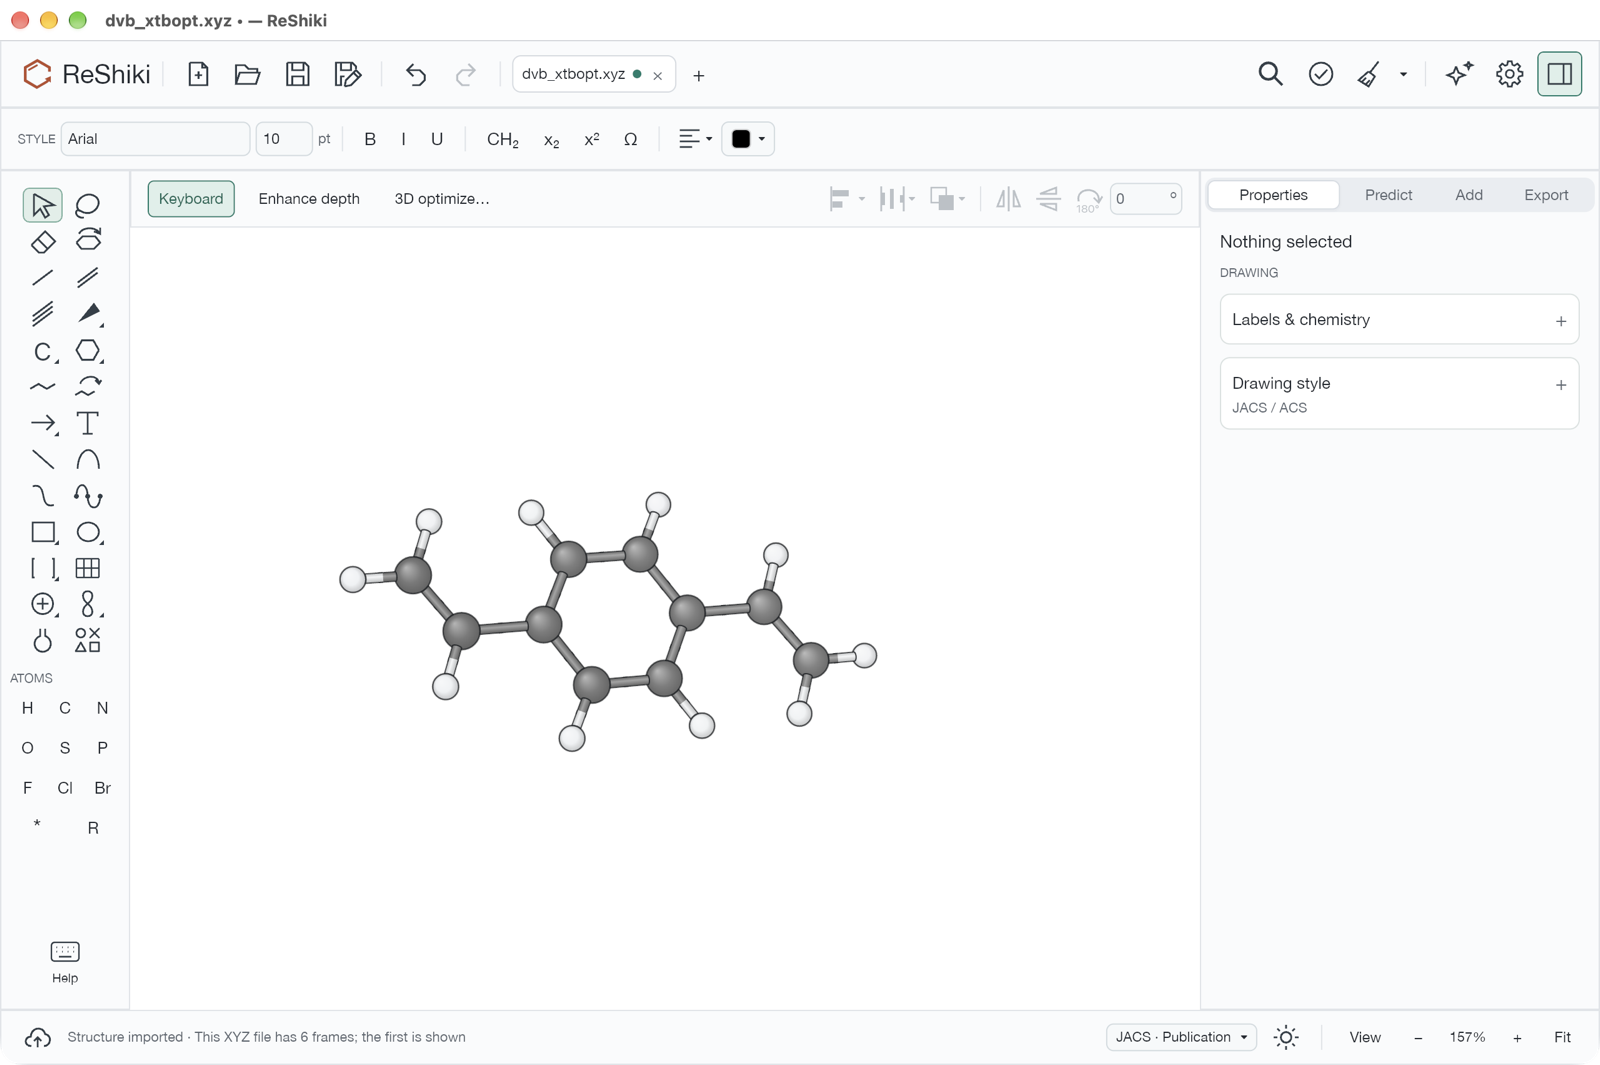 dvb_xtbopt.xyz • — ReShiki
ReShiki
dvb_xtbopt.xyz ● ×
+
STYLE Arial 10 pt B I U CH₂ x₂ x² Ω
Keyboard Enhance depth 3D optimize...
180° 0 °
Properties Predict Add Export
Nothing selected
DRAWING
Labels & chemistry +
Drawing style +
JACS / ACS
C
T
ATOMS
H C N
O S P
F Cl Br
* R
Help
Structure imported · This XYZ file has 6 frames; the first is shown
JACS · Publication
View − 157% + Fit